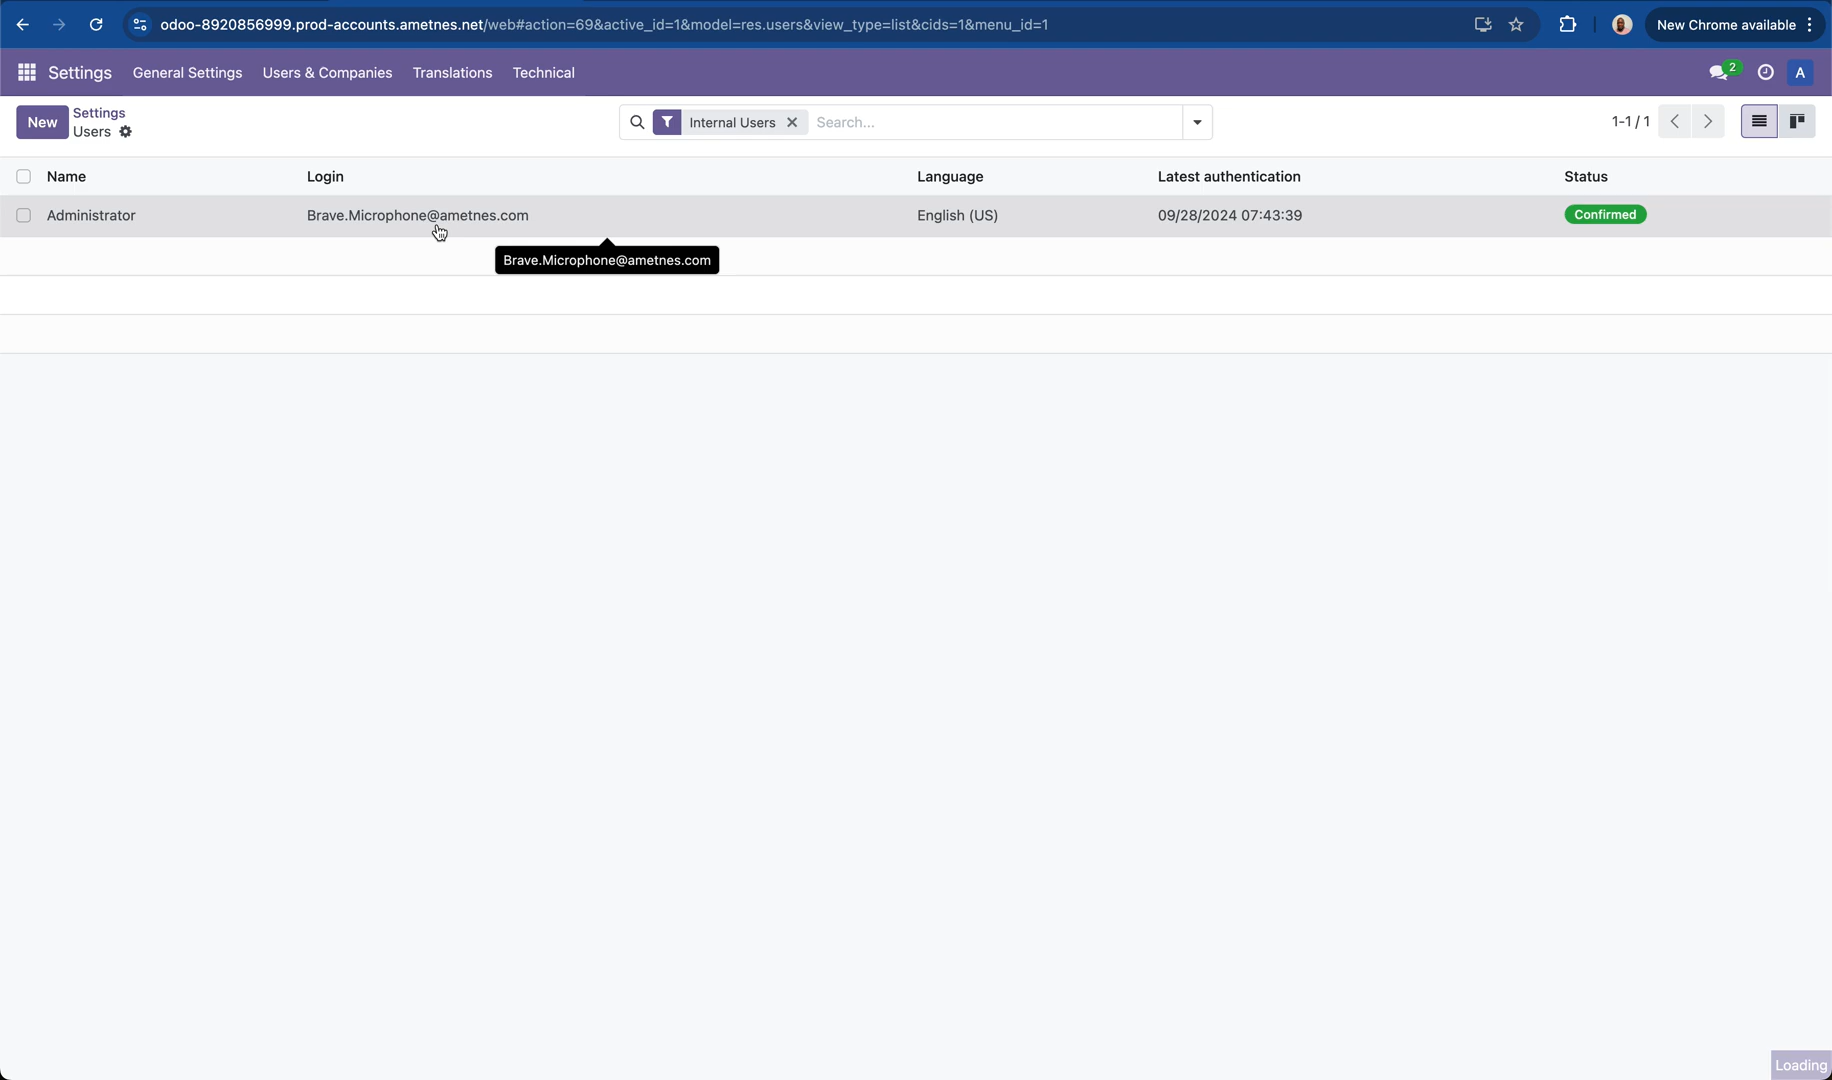 odoo-8920856999.prod-accounts.ametnes.net/web#action=69&active_id=1&model=res.users&view_type=list&cids=1&menu_id=1
New Chrome available
Settings General Settings Users & Companies Translations Technical
2
A
New
Settings
Users
Internal Users
Search...
1-1 / 1
Name Login Language Latest authentication Status
Administrator Brave.Microphone@ametnes.com English (US) 09/28/2024 07:43:39 Confirmed
Brave.Microphone@ametnes.com
Loading